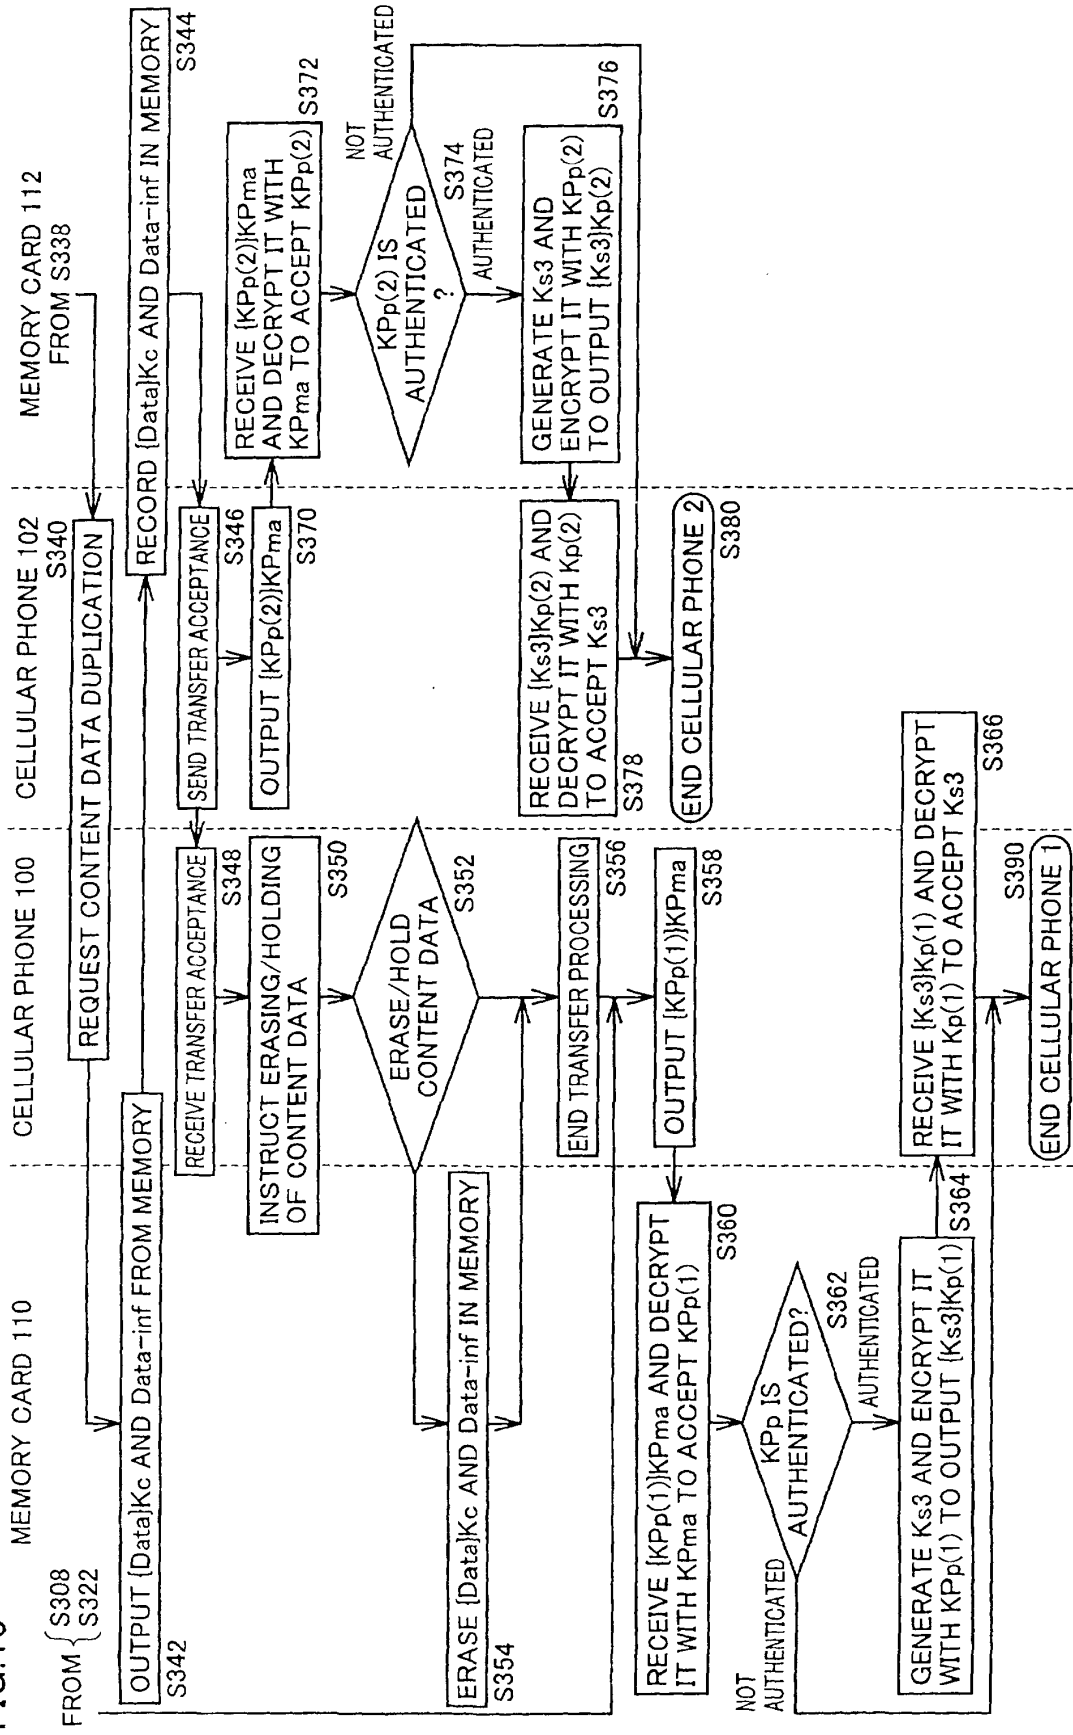 MEMORY CARD 110
CELLULAR PHONE 100
CELLULAR PHONE 102
MEMORY CARD 112
FROM { S308
S322
FROM S338
REQUEST CONTENT DATA DUPLICATION
S340
OUTPUT {Data}Kc AND Data-inf FROM MEMORY
S342
RECORD {Data}Kc AND Data-inf IN MEMORY
S344
SEND TRANSFER ACCEPTANCE
S346
RECEIVE TRANSFER ACCEPTANCE
S348
INSTRUCT ERASING/HOLDING
OF CONTENT DATA
S350
ERASE/HOLD
CONTENT DATA
S352
ERASE {Data}Kc AND Data-inf IN MEMORY
S354
END TRANSFER PROCESSING
S356
OUTPUT {KPp(1)}KPma
S358
RECEIVE {KPp(1)}KPma AND DECRYPT
IT WITH KPma TO ACCEPT KPp(1)
S360
KPp IS
AUTHENTICATED?
S362
NOT
AUTHENTICATED
AUTHENTICATED
GENERATE Ks3 AND ENCRYPT IT
WITH KPp(1) TO OUTPUT {Ks3}Kp(1)
S364
RECEIVE {Ks3}Kp(1) AND DECRYPT
IT WITH Kp(1) TO ACCEPT Ks3
S366
END CELLULAR PHONE 1
S390
OUTPUT {KPp(2)}KPma
S370
RECEIVE {KPp(2)}KPma
AND DECRYPT IT WITH
KPma TO ACCEPT KPp(2)
S372
KPp(2) IS
AUTHENTICATED
?
S374
NOT
AUTHENTICATED
AUTHENTICATED
GENERATE Ks3 AND
ENCRYPT IT WITH KPp(2)
TO OUTPUT {Ks3}Kp(2)
S376
RECEIVE {Ks3}Kp(2) AND
DECRYPT IT WITH Kp(2)
TO ACCEPT Ks3
S378
END CELLULAR PHONE 2
S380